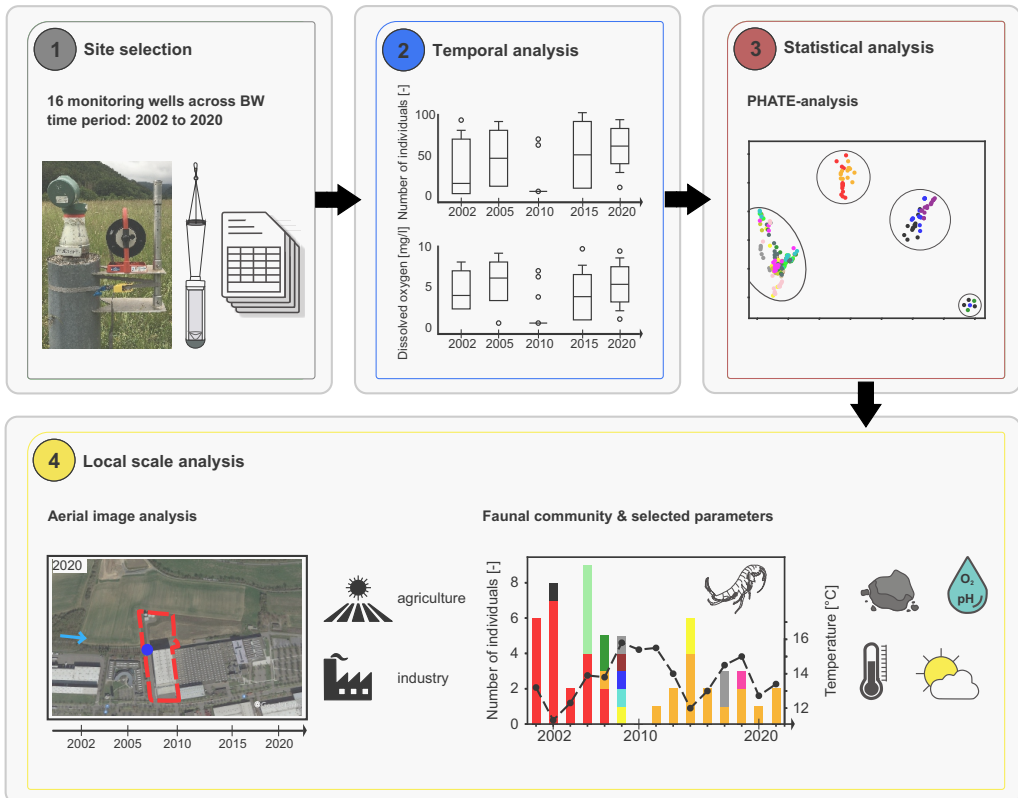 1
Site selection
16 monitoring wells across BW
time period: 2002 to 2020
2
Temporal analysis
Number of individuals [-]
100
50
0
2002
2005
2010
2015
2020
Dissolved oxygen [mg/l]
10
5
0
2002
2005
2010
2015
2020
3
Statistical analysis
PHATE-analysis
4
Local scale analysis
Aerial image analysis
2020
2002
2005
2010
2015
2020
agriculture
industry
Faunal community & selected parameters
Number of individuals [-]
8
6
4
2
0
2002
2010
2020
16
14
12
11
Temperature [°C]
O₂
pH